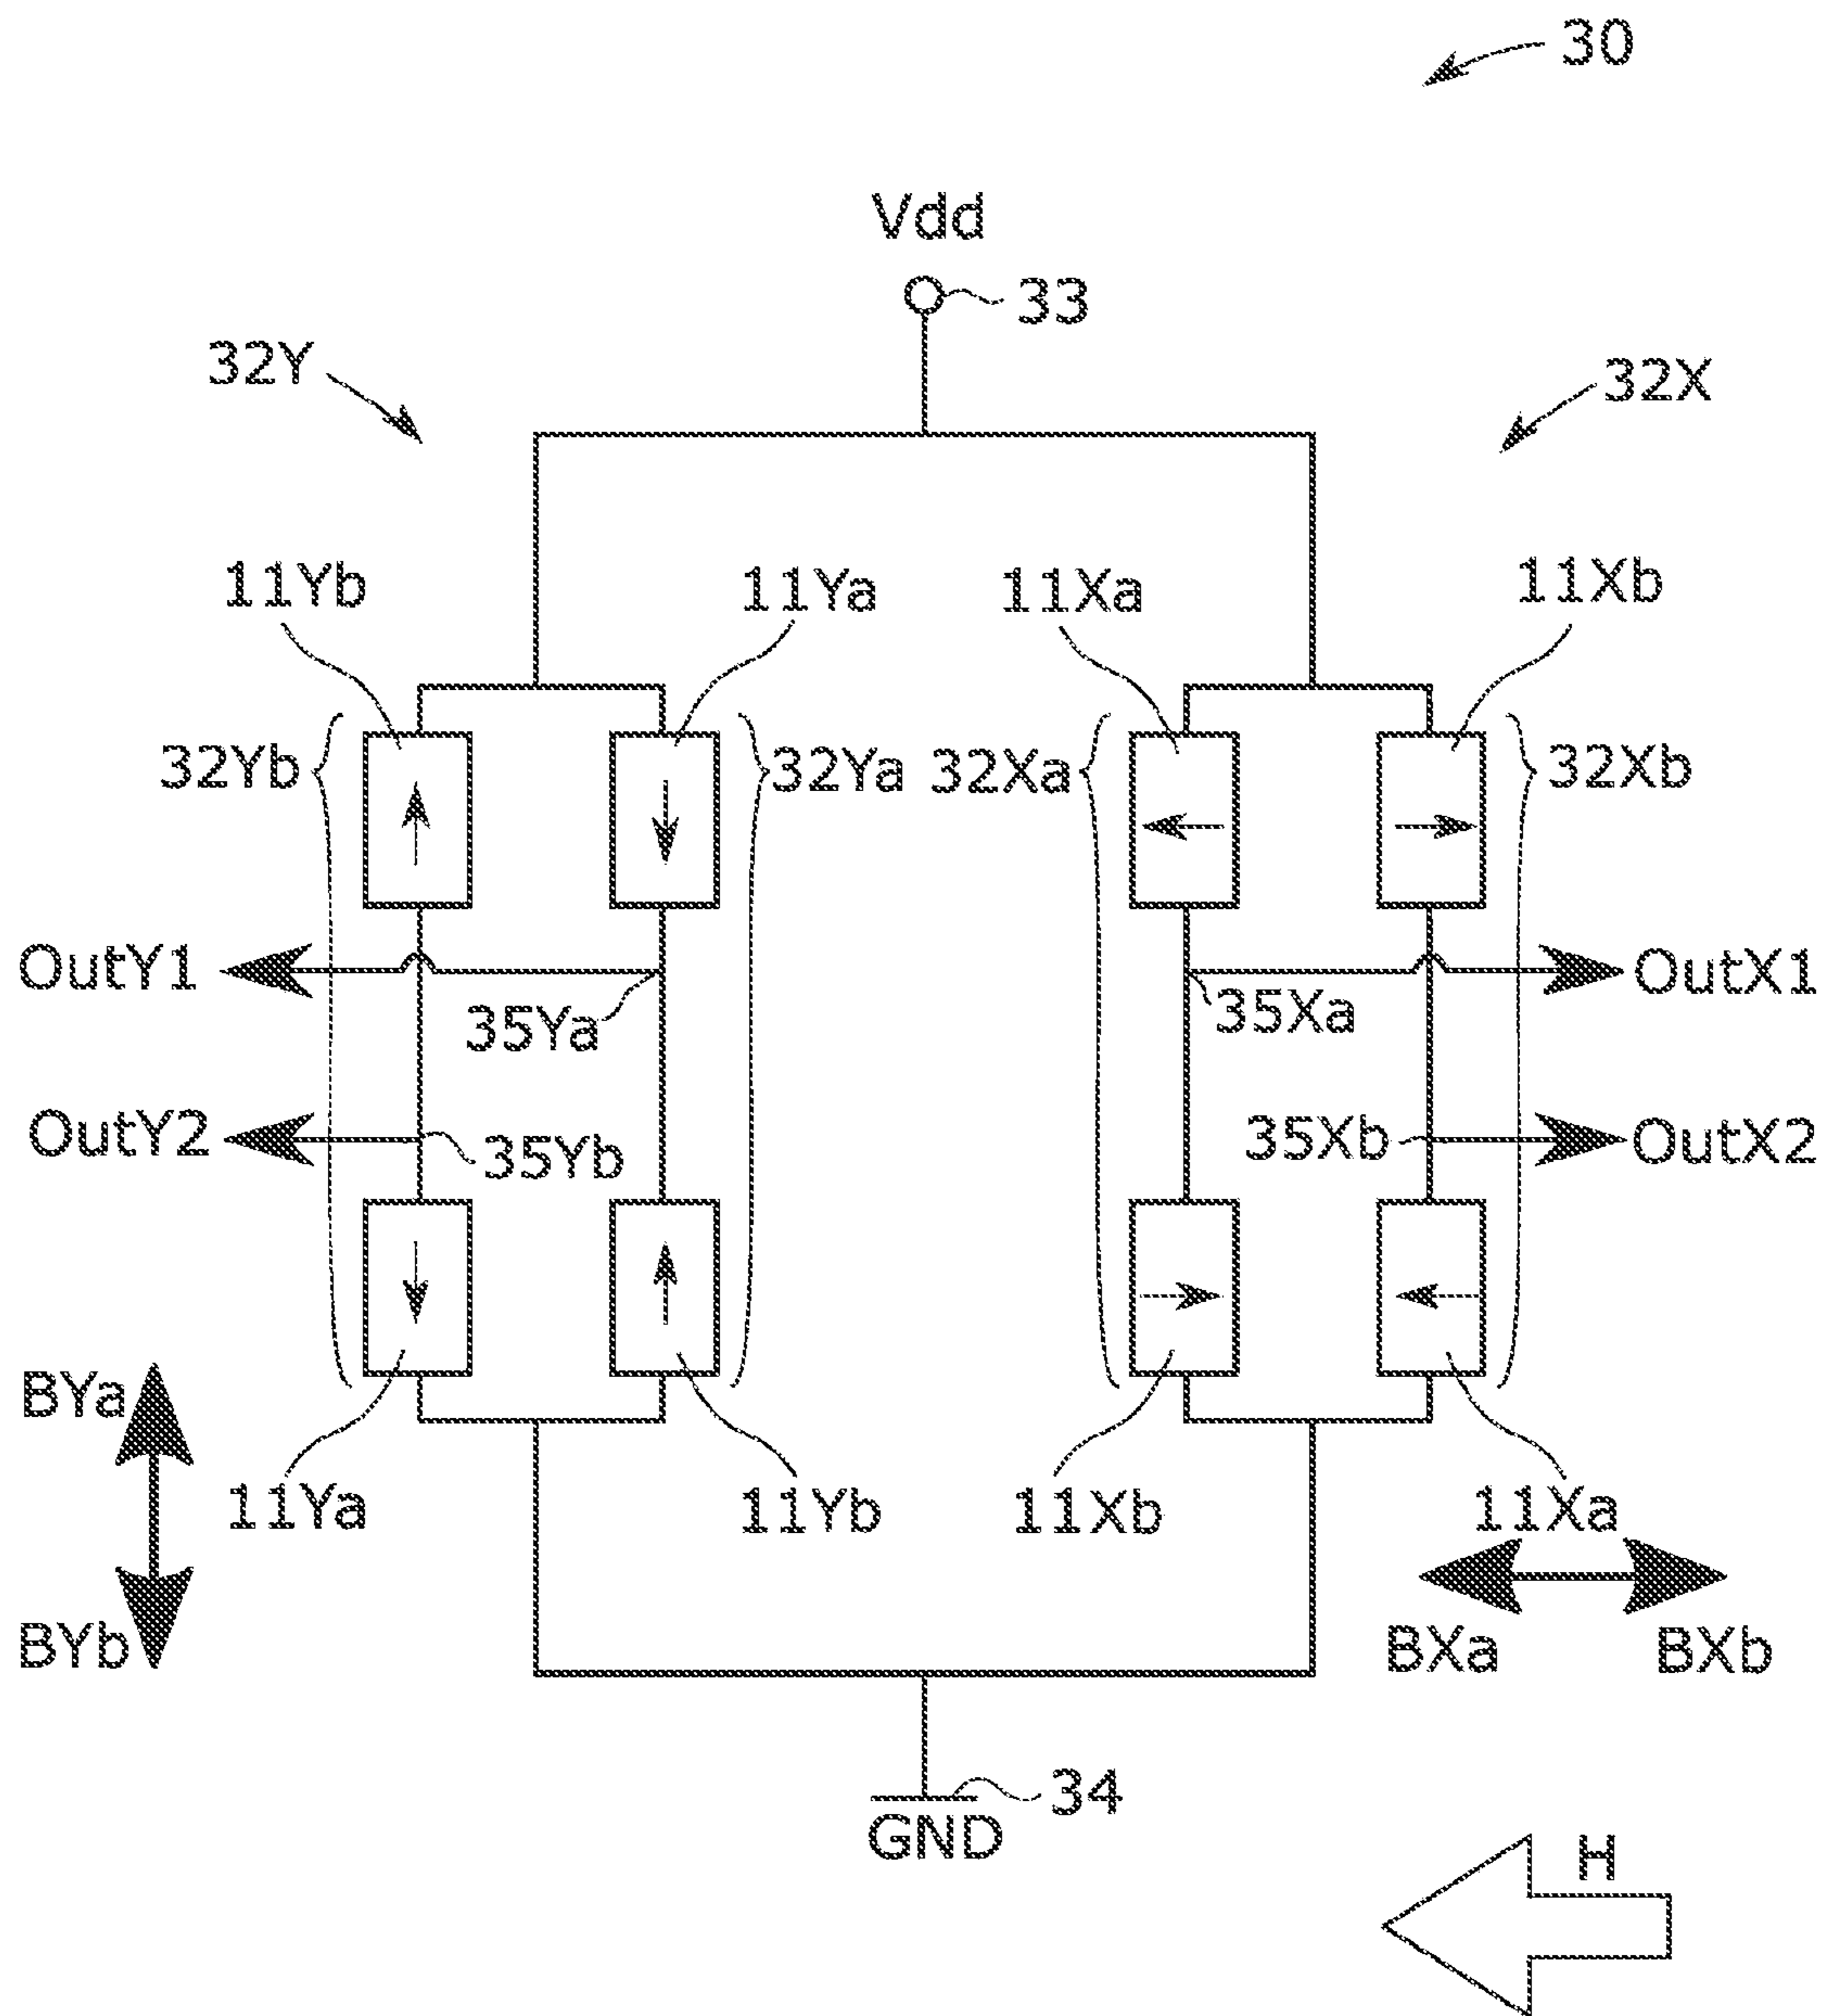 30
Vdd
33
32Y
32X
11Yb
11Ya
11Xa
11Xb
32Yb
32Ya
32Xa
32Xb
OutY1
35Ya
35Xa
OutX1
OutY2
35Yb
35Xb
OutX2
BYa
11Ya
11Yb
11Xb
11Xa
BYb
BXa
BXb
34
GND
H